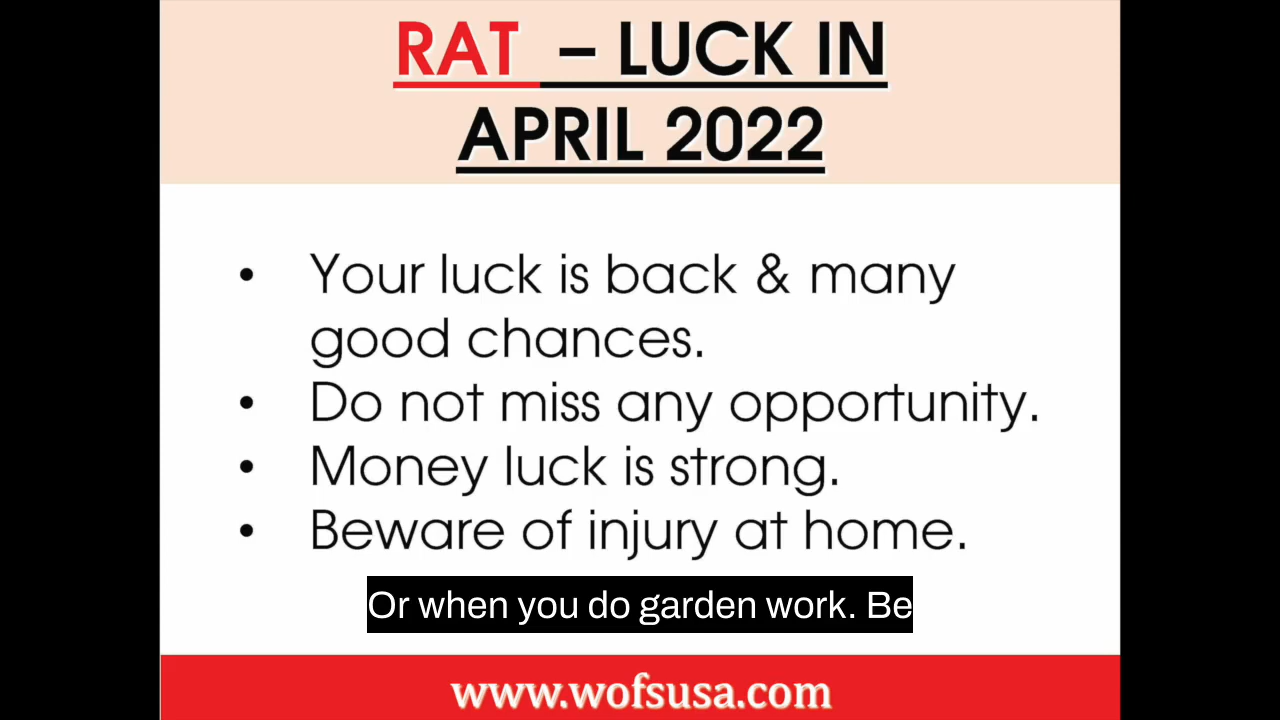 RAT – LUCK IN
APRIL 2022
• Your luck is back & many
good chances.
• Do not miss any opportunity.
• Money luck is strong.
• Beware of injury at home.
Or when you do garden work. Be
www.wofsusa.com